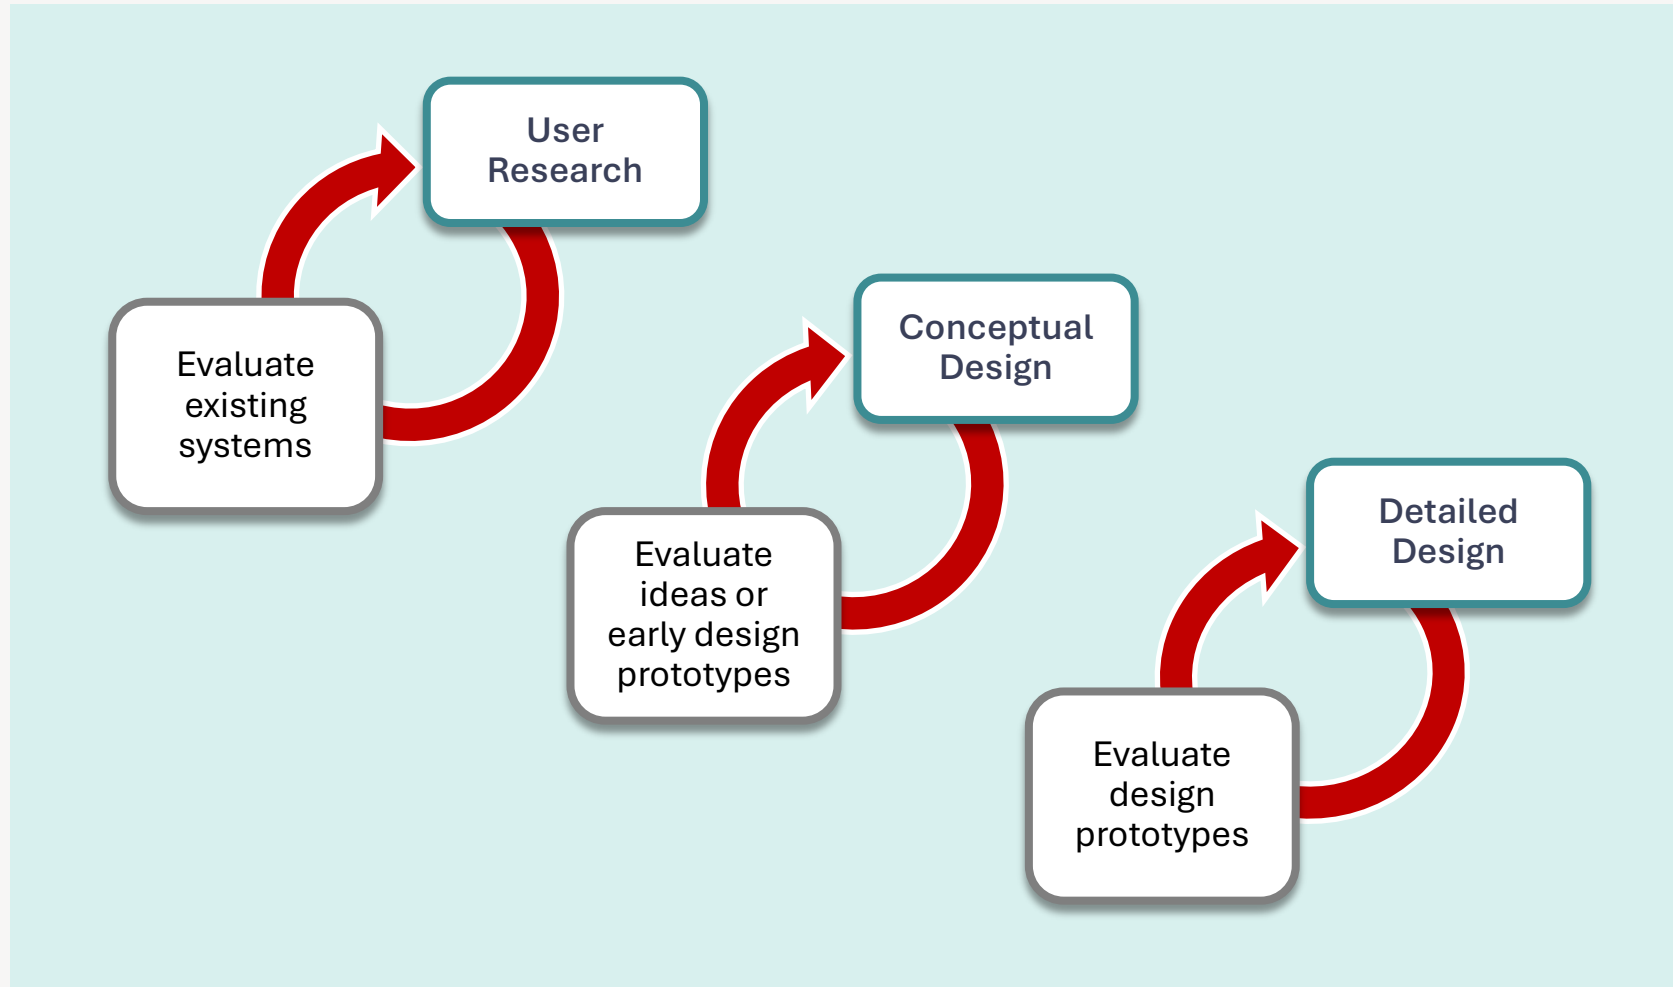 User
Research
Evaluate
existing
systems
Conceptual
Design
Evaluate
ideas or
early design
prototypes
Detailed
Design
Evaluate
design
prototypes